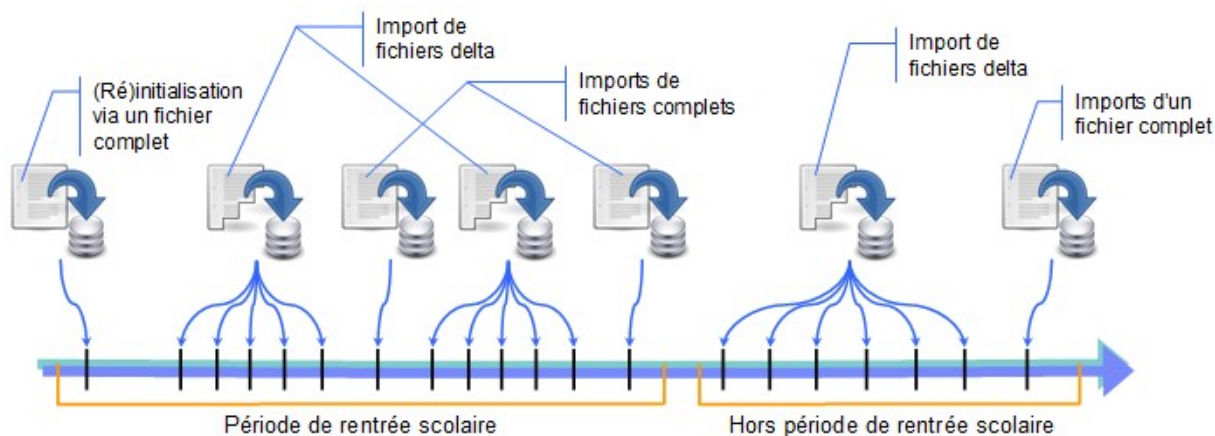 Import de
fichiers delta
Import de
fichiers delta
(Ré)initialisation
via un fichier
complet
Imports de
fichiers complets
Imports d'un
fichier complet
Période de rentrée scolaire
Hors période de rentrée scolaire